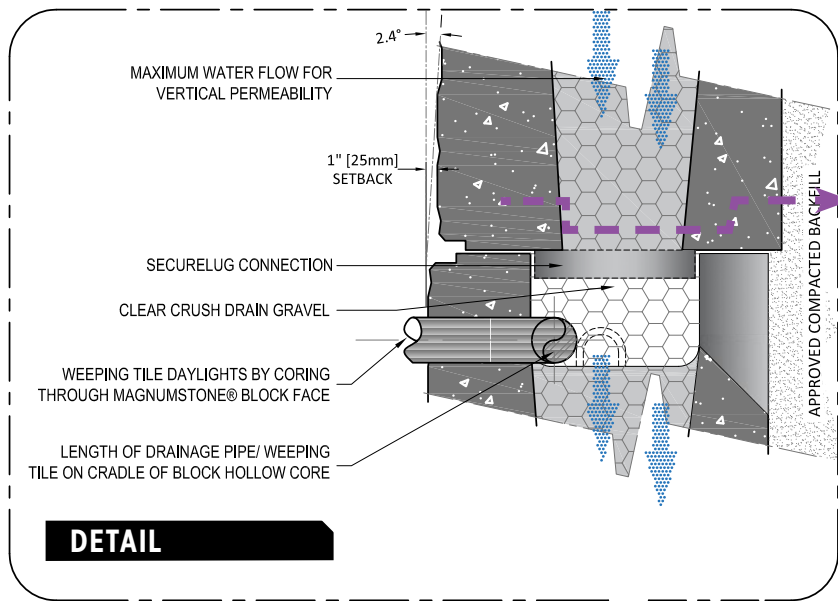 2.4°
MAXIMUM WATER FLOW FOR
VERTICAL PERMEABILITY
1" [25mm]
SETBACK
SECURELUG CONNECTION
CLEAR CRUSH DRAIN GRAVEL
WEEPING TILE DAYLIGHTS BY CORING
THROUGH MAGNUMSTONE® BLOCK FACE
LENGTH OF DRAINAGE PIPE/ WEEPING
TILE ON CRADLE OF BLOCK HOLLOW CORE
APPROVED COMPACTED BACKFILL
DETAIL